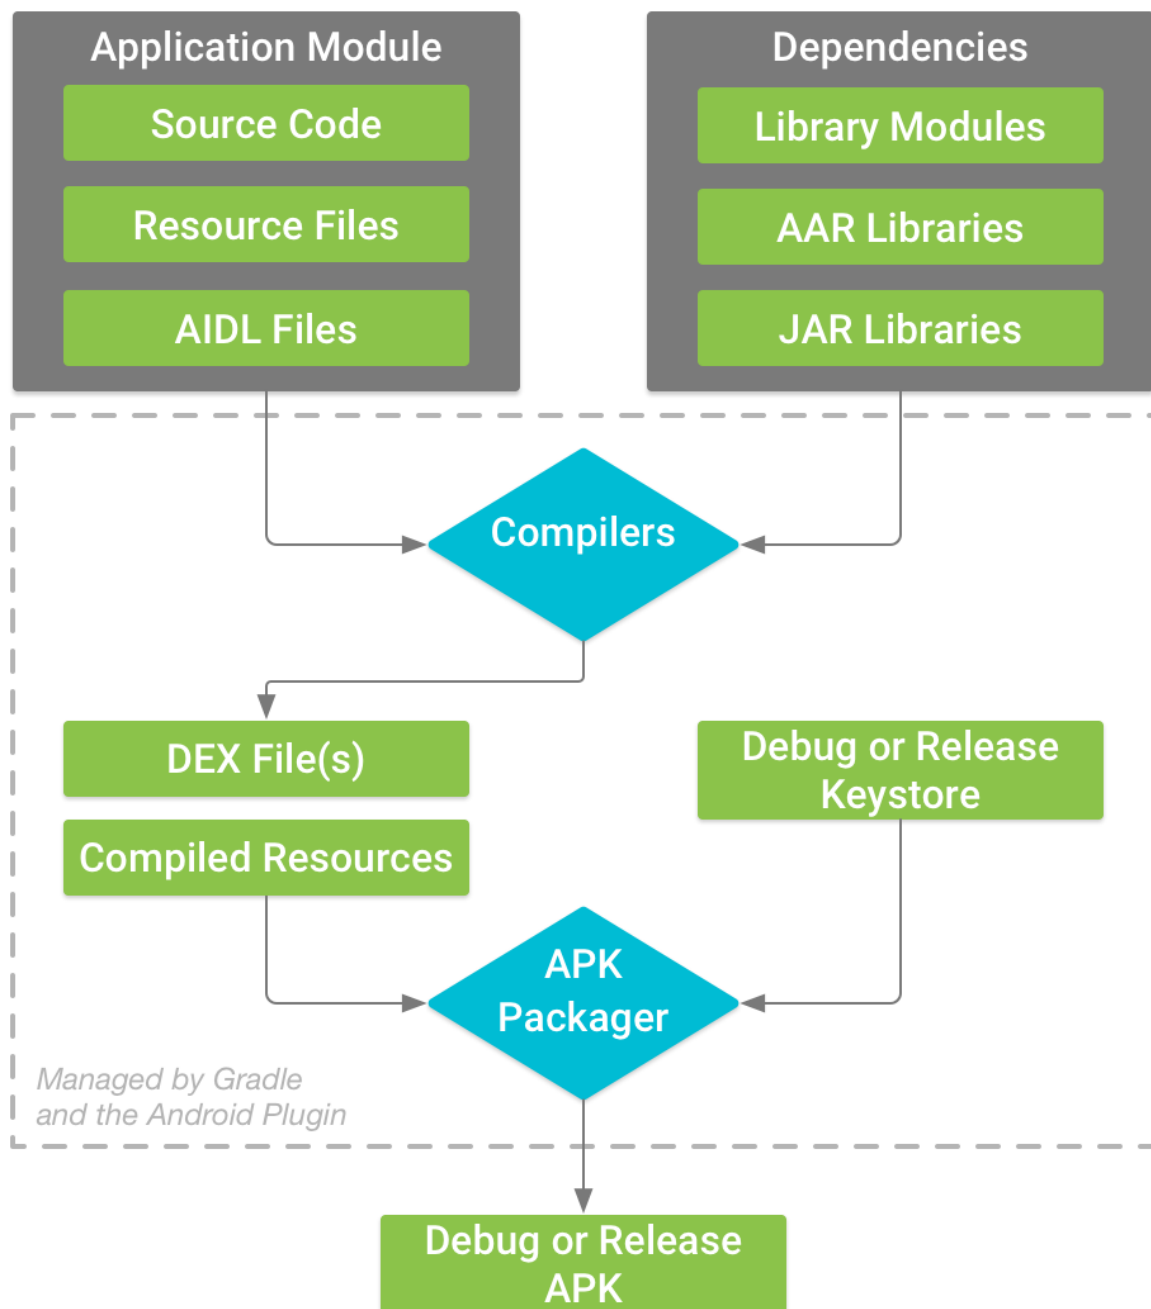 Application Module
Source Code
Resource Files
AIDL Files
Dependencies
Library Modules
AAR Libraries
JAR Libraries
Compilers
DEX File(s)
Compiled Resources
Debug or Release
Keystore
APK
Packager
Managed by Gradle
and the Android Plugin
Debug or Release
APK